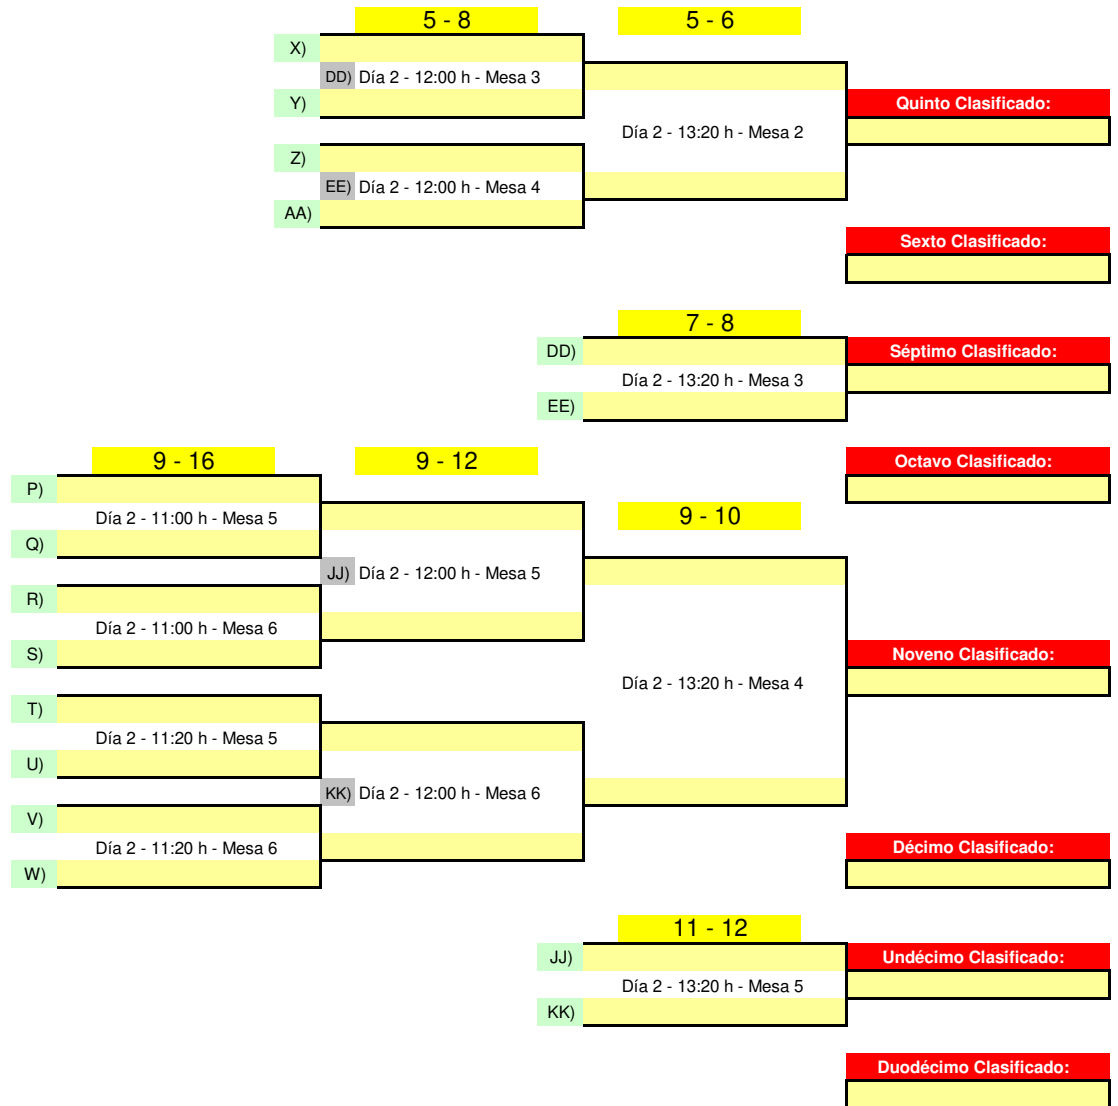 5 - 8
5 - 6
X)
DD) Día 2 - 12:00 h - Mesa 3
Y)
Quinto Clasificado:
Día 2 - 13:20 h - Mesa 2
Z)
EE) Día 2 - 12:00 h - Mesa 4
AA)
Sexto Clasificado:
7 - 8
DD)
Séptimo Clasificado:
Día 2 - 13:20 h - Mesa 3
EE)
9 - 16
9 - 12
Octavo Clasificado:
P)
Día 2 - 11:00 h - Mesa 5
9 - 10
Q)
JJ) Día 2 - 12:00 h - Mesa 5
R)
Día 2 - 11:00 h - Mesa 6
S)
Noveno Clasificado:
Día 2 - 13:20 h - Mesa 4
T)
Día 2 - 11:20 h - Mesa 5
U)
KK) Día 2 - 12:00 h - Mesa 6
V)
Día 2 - 11:20 h - Mesa 6
Décimo Clasificado:
W)
11 - 12
JJ)
Undécimo Clasificado:
Día 2 - 13:20 h - Mesa 5
KK)
Duodécimo Clasificado: